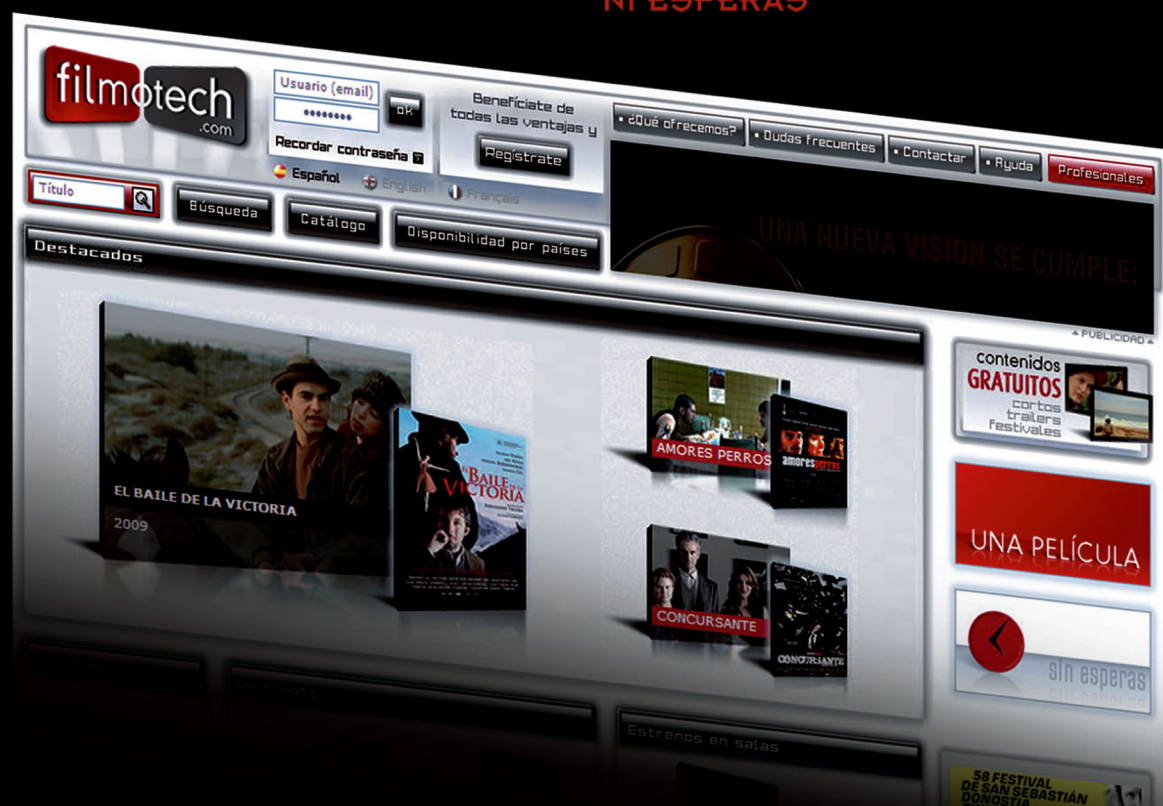 NI ESPERAS
filmotech
.com
Usuario (email)
••••••••
ok
Recordar contraseña ?
Español
English
Français
Benefíciate de
todas las ventajas y
Regístrate
▪ ¿Qué ofrecemos?
▪ Dudas frecuentes
▪ Contactar
▪ Ayuda
Profesionales
Título
Búsqueda
Catálogo
Disponibilidad por países
UNA NUEVA VISION SE CUMPLE:
▲ PUBLICIDAD ▲
Destacados
EL BAILE DE LA VICTORIA
2009
EL BAILE DE LA VICTORIA
AMORES PERROS
amores perros
CONCURSANTE
CONCURSANTE
contenidos
GRATUITOS
cortos
trailers
festivales
UNA PELÍCULA
sin esperas
Lo + visto
Estrenos en salas
58 FESTIVAL
DE SAN SEBASTIÁN
DONOSTIA